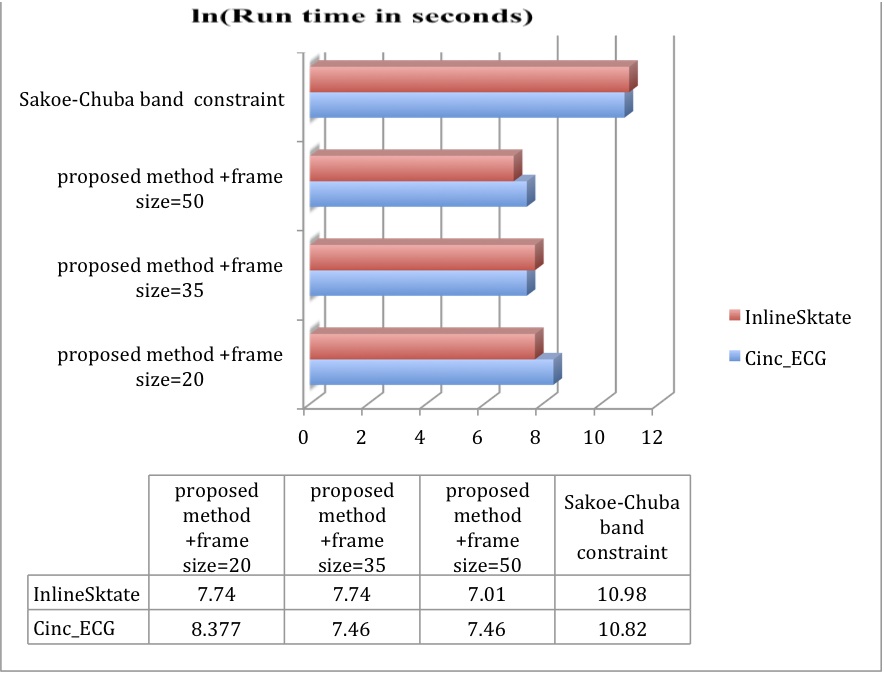 ln(Run time in seconds)
Sakoe-Chuba band constraint
proposed method +frame
size=50
proposed method +frame
size=35
proposed method +frame
size=20
0 2 4 6 8 10 12
InlineSktate
Cinc_ECG
proposed method +frame size=20 proposed method +frame size=35 proposed method +frame size=50 Sakoe-Chuba band constraint
InlineSktate 7.74 7.74 7.01 10.98
Cinc_ECG 8.377 7.46 7.46 10.82